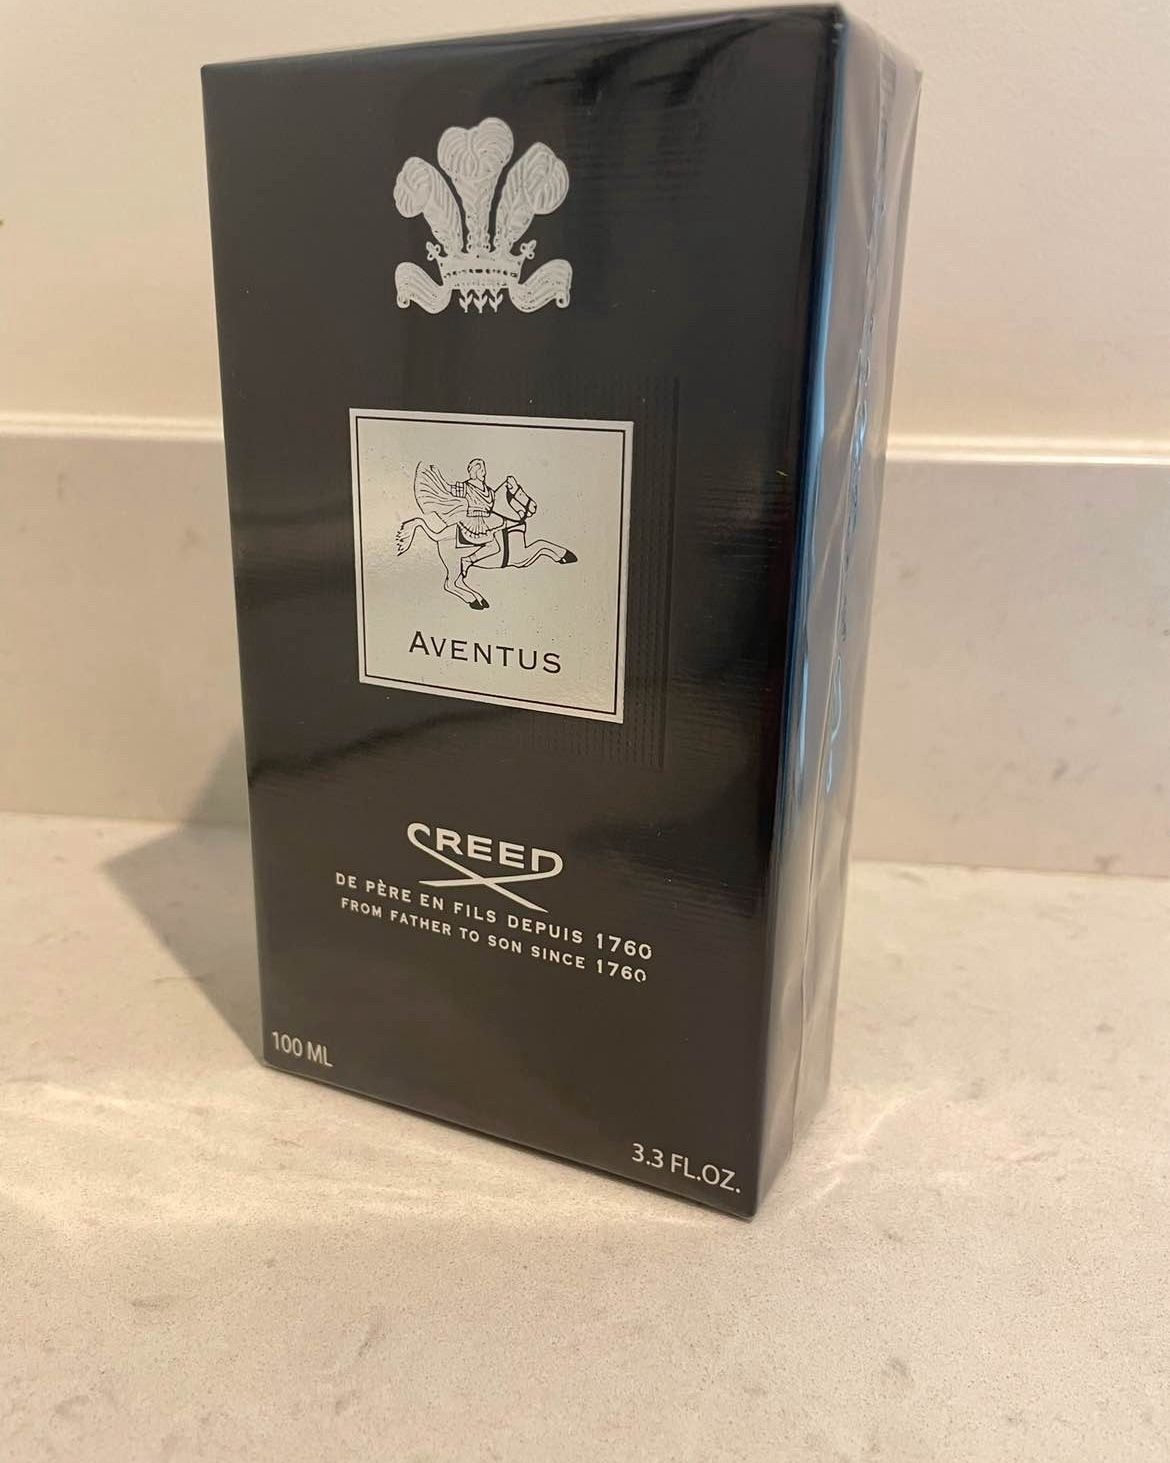 AVENTUS
CREED
DE PÈRE EN FILS DEPUIS 1760
FROM FATHER TO SON SINCE 1760
100 ML
3.3 FL.OZ.